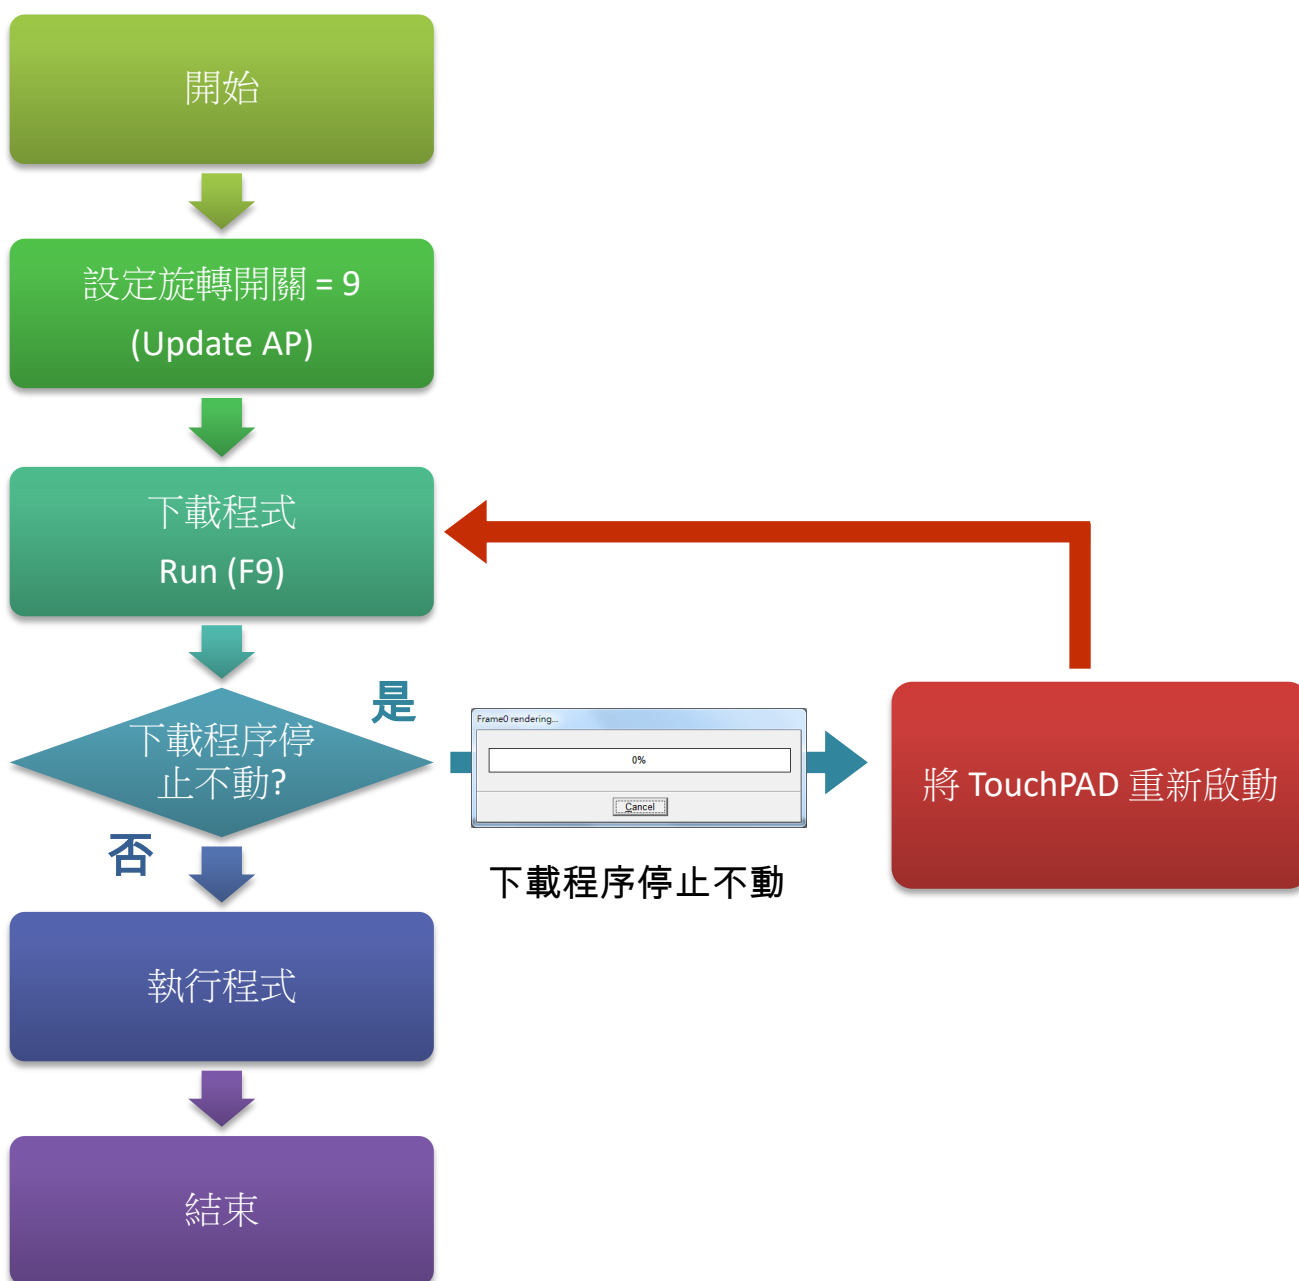 開始
設定旋轉開關 = 9
(Update AP)
下載程式
Run (F9)
下載程序停
止不動?
是
Frame0 rendering...
0%
Cancel
下載程序停止不動
將 TouchPAD 重新啟動
否
執行程式
結束